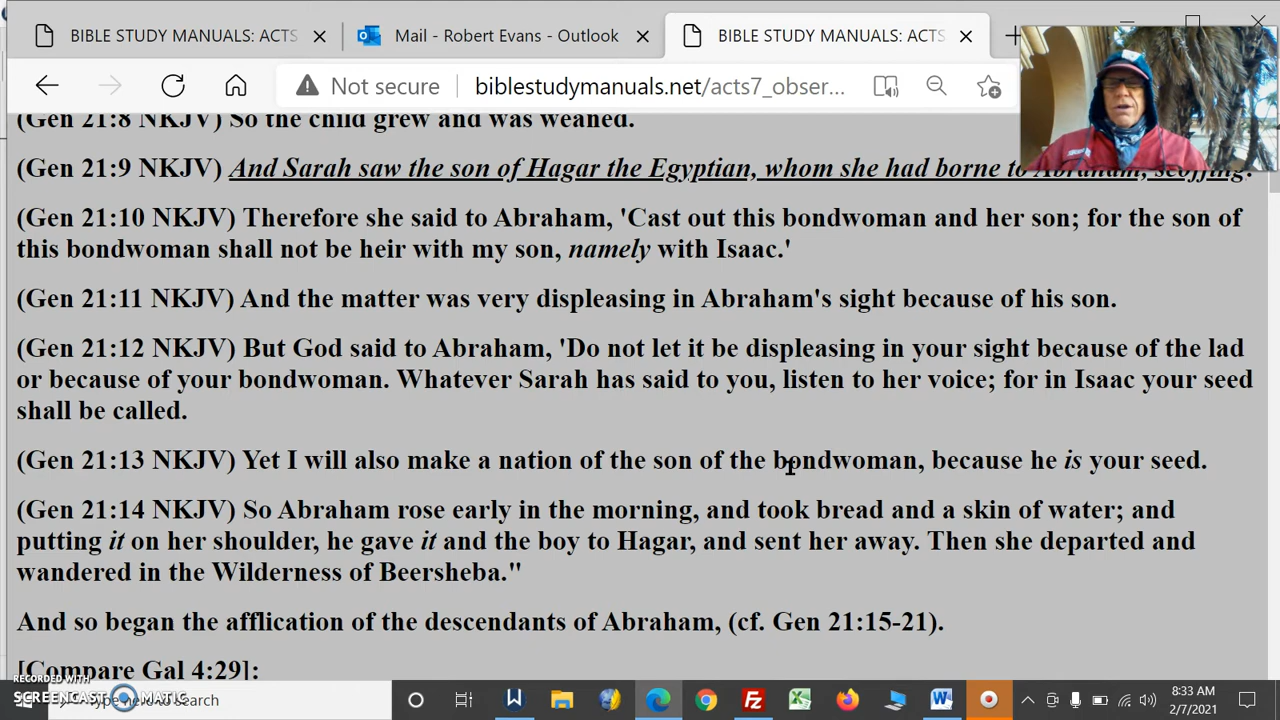 BIBLE STUDY MANUALS: ACTS
Mail - Robert Evans - Outlook
BIBLE STUDY MANUALS: ACTS
Not secure
biblestudymanuals.net/acts7_obser...
(Gen 21:8 NKJV) So the child grew and was weaned.
(Gen 21:9 NKJV) And Sarah saw the son of Hagar the Egyptian, whom she had borne to Abraham, scoffing.
(Gen 21:10 NKJV) Therefore she said to Abraham, 'Cast out this bondwoman and her son; for the son of
this bondwoman shall not be heir with my son, namely with Isaac.'
(Gen 21:11 NKJV) And the matter was very displeasing in Abraham's sight because of his son.
(Gen 21:12 NKJV) But God said to Abraham, 'Do not let it be displeasing in your sight because of the lad
or because of your bondwoman. Whatever Sarah has said to you, listen to her voice; for in Isaac your seed
shall be called.
(Gen 21:13 NKJV) Yet I will also make a nation of the son of the bondwoman, because he is your seed.
(Gen 21:14 NKJV) So Abraham rose early in the morning, and took bread and a skin of water; and
putting it on her shoulder, he gave it and the boy to Hagar, and sent her away. Then she departed and
wandered in the Wilderness of Beersheba."
And so began the afflication of the descendants of Abraham, (cf. Gen 21:15-21).
[Compare Gal 4:29]:
RECORDED WITH
SCREENCAST MATIC
Type here to search
8:33 AM
2/7/2021